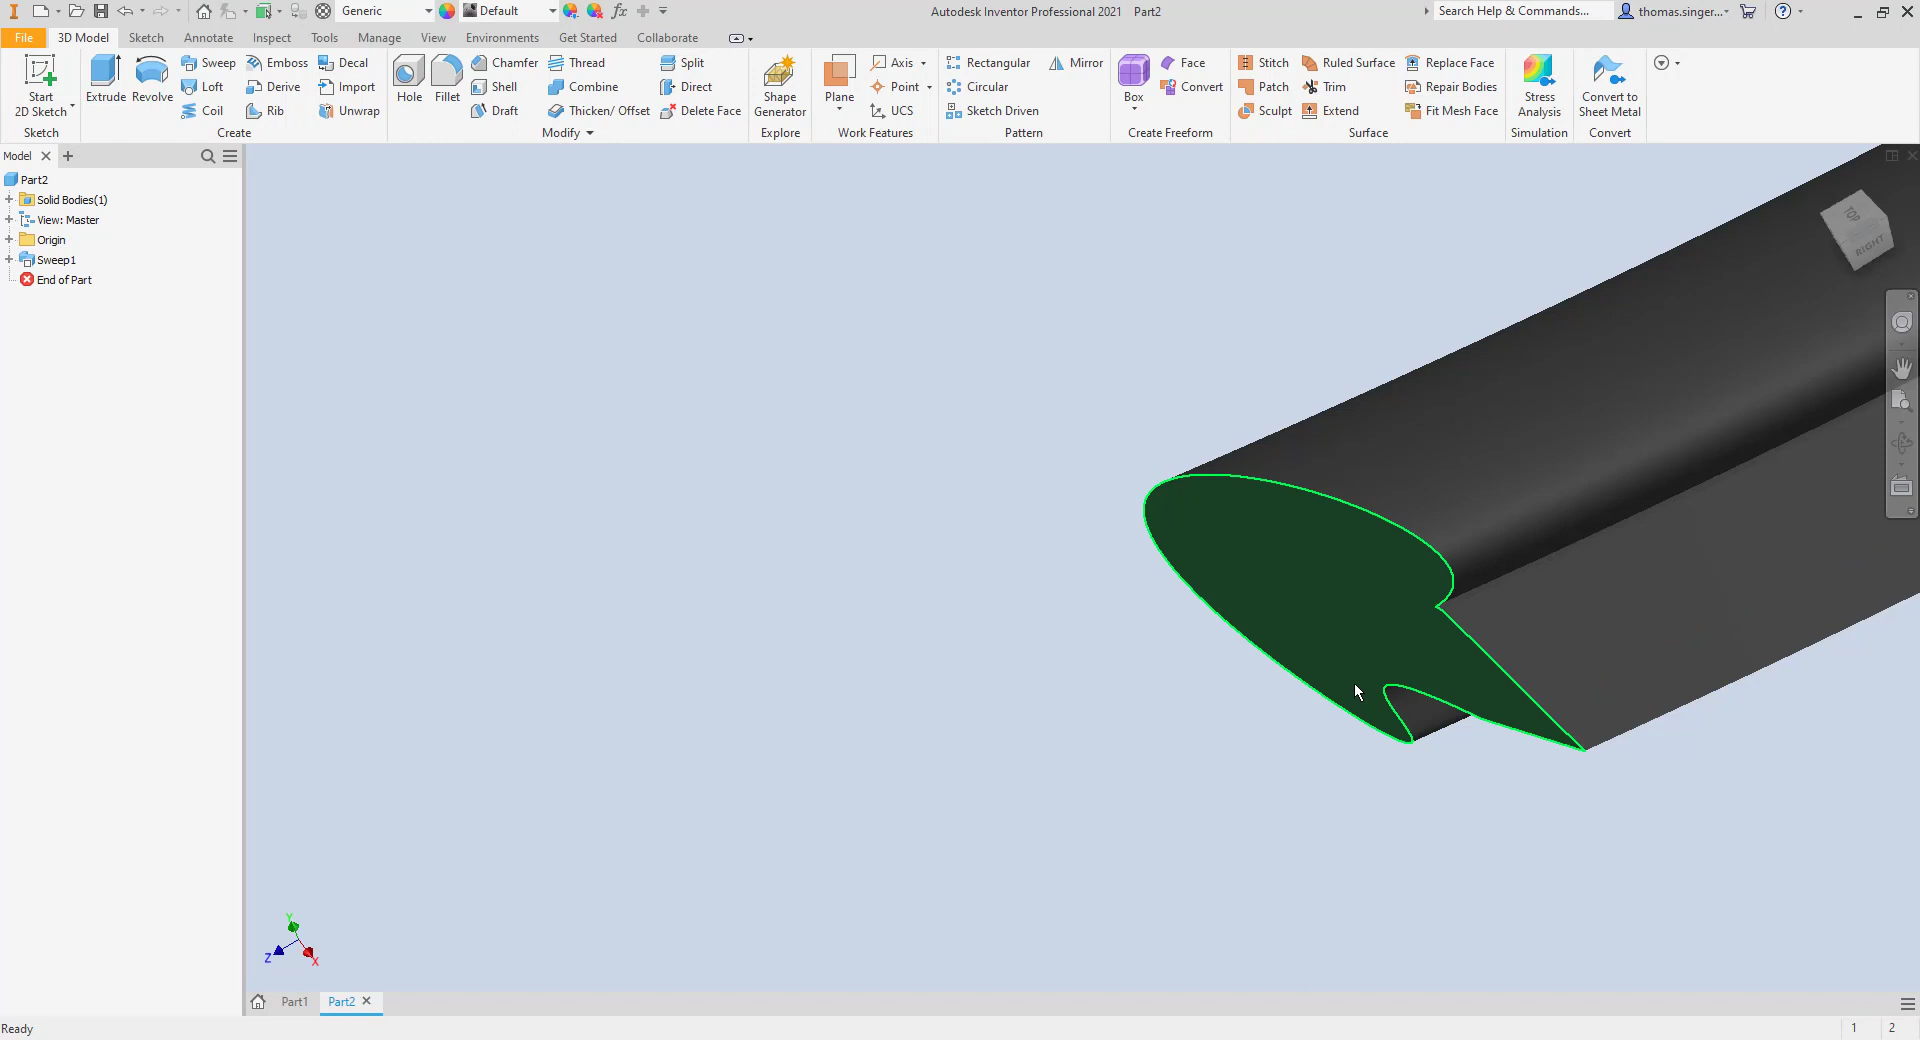 Generic
Default
fx
Autodesk Inventor Professional 2021 Part2
Search Help & Commands...
thomas.singer...
File
3D Model
Sketch
Annotate
Inspect
Tools
Manage
View
Environments
Get Started
Collaborate
Start
2D Sketch
Sketch
Extrude
Revolve
Sweep
Loft
Coil
Emboss
Derive
Rib
Decal
Import
Unwrap
Create
Hole
Fillet
Chamfer
Shell
Draft
Thread
Combine
Thicken/ Offset
Split
Direct
Delete Face
Modify
Shape
Generator
Explore
Plane
Axis
Point
UCS
Work Features
Rectangular
Circular
Sketch Driven
Mirror
Pattern
Box
Face
Convert
Create Freeform
Stitch
Patch
Sculpt
Ruled Surface
Trim
Extend
Replace Face
Repair Bodies
Fit Mesh Face
Surface
Stress
Analysis
Simulation
Convert to
Sheet Metal
Convert
Model
Part2
Solid Bodies(1)
View: Master
Origin
Sweep1
End of Part
TOP
RIGHT
Y
Z
X
Part1
Part2
Ready
1
2